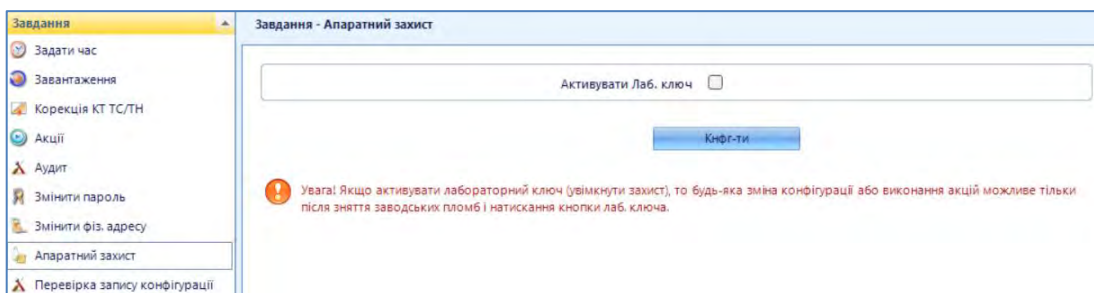 Завдання
Задати час
Завантаження
Корекція КТ ТС/ТН
Акції
Аудит
Змінити пароль
Змінити фіз. адресу
Апаратний захист
Перевірка запису конфігурації
Завдання - Апаратний захист
Активувати Лаб. ключ
Кнфг-ти
Увага! Якщо активувати лабораторний ключ (увімкнути захист), то будь-яка зміна конфігурації або виконання акцій можливе тільки
після зняття заводських пломб і натискання кнопки лаб. ключа.